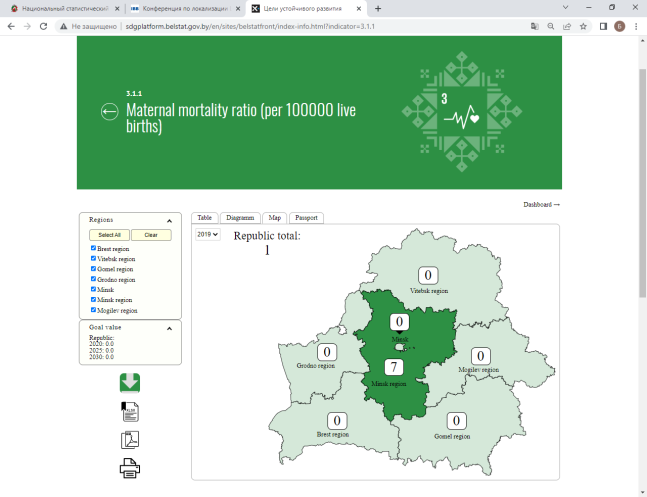 Национальный статистический
Конференция по локализации
Цели устойчивого развития
Не защищено | sdgplatform.belstat.gov.by/en/sites/belstatfront/index-info.html?indicator=3.1.1
3.1.1
Maternal mortality ratio (per 100000 live
births)
3
Dashboard →
Regions
Select All Clear
Brest region
Vitebsk region
Gomel region
Grodno region
Minsk
Minsk region
Mogilev region
Goal value
Republic:
2020: 0.0
2025: 0.0
2030: 0.0
Table Diagramm Map Passport
2019
Republic total:
1
0
Vitebsk region
0
Minsk
0
Grodno region
7
Minsk region
0
Mogilev region
0
Brest region
0
Gomel region